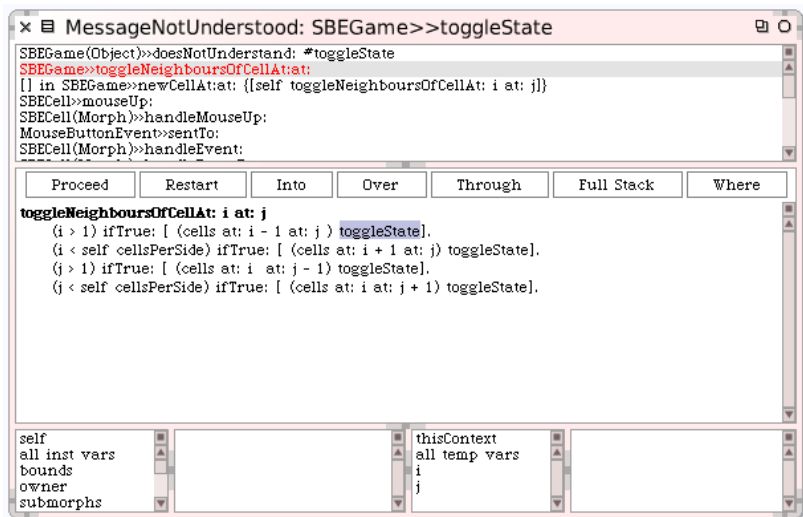 MessageNotUnderstood: SBEGame>>toggleState
SBEGame(Object)»doesNotUnderstand: #toggleState
SBEGame»toggleNeighboursOfCellAt:at:
[] in SBEGame»newCellAt:at: {[self toggleNeighboursOfCellAt: i at: j]}
SBECell»mouseUp:
SBECell(Morph)»handleMouseUp:
MouseButtonEvent»sentTo:
SBECell(Morph)»handleEvent:
Proceed Restart Into Over Through Full Stack Where
toggleNeighboursOfCellAt: i at: j
(i > 1) ifTrue: [ (cells at: i - 1 at: j ) toggleState].
(i < self cellsPerSide) ifTrue: [ (cells at: i + 1 at: j) toggleState].
(j > 1) ifTrue: [ (cells at: i at: j - 1) toggleState].
(j < self cellsPerSide) ifTrue: [ (cells at: i at: j + 1) toggleState].
self
all inst vars
bounds
owner
submorphs
thisContext
all temp vars
i
j